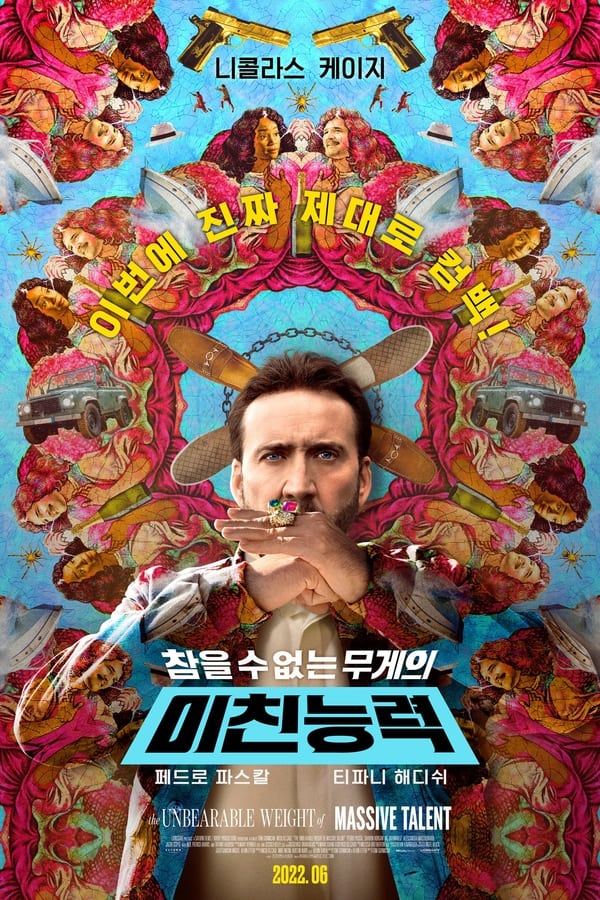 니콜라스 케이지
이번에 진짜 제대로 컴백!
참을 수 없는 무게의
미친능력
페드로 파스칼 티파니 해디쉬
the UNBEARABLE WEIGHT of MASSIVE TALENT
2022. 06